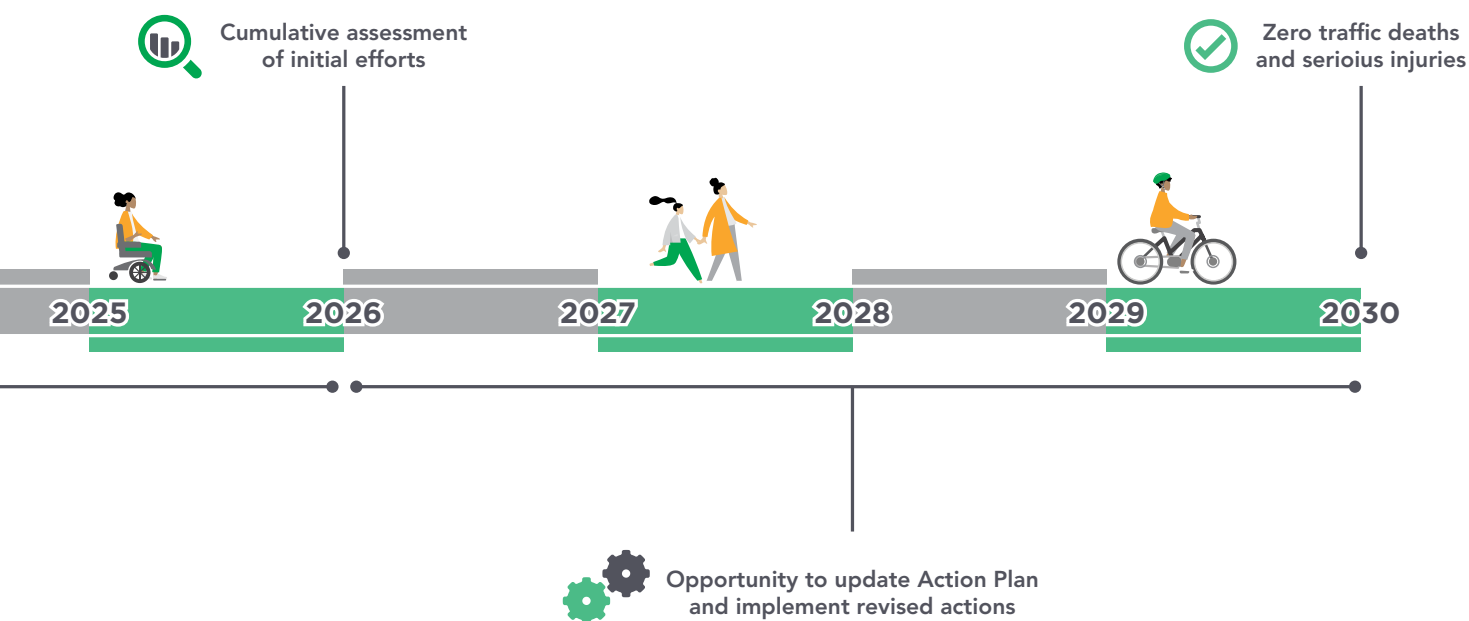 Cumulative assessment
of initial efforts
Zero traffic deaths
and serioius injuries
2025
2026
2027
2028
2029
2030
Opportunity to update Action Plan
and implement revised actions